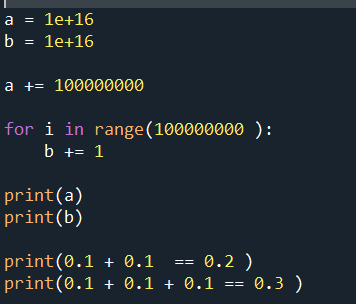 a = 1e+16
b = 1e+16
a += 100000000
for i in range(100000000 ):
    b += 1
print(a)
print(b)
print(0.1 + 0.1  == 0.2 )
print(0.1 + 0.1 + 0.1 == 0.3 )